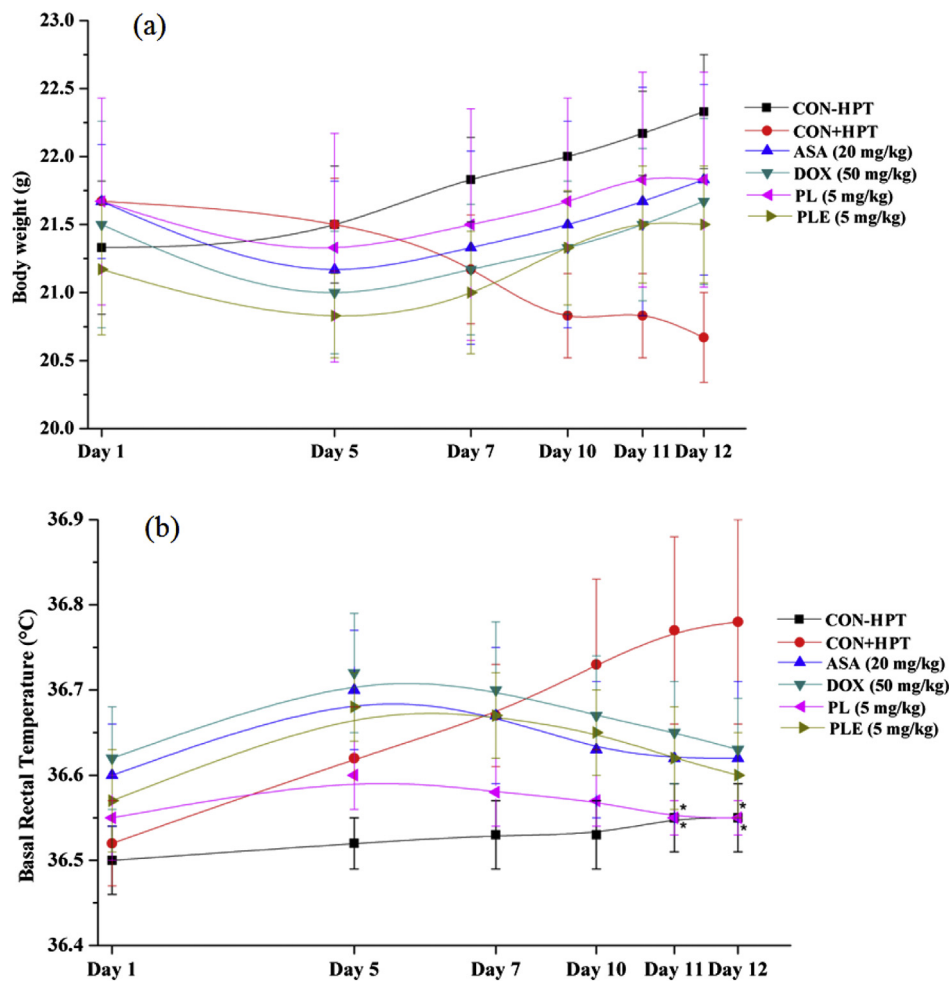 (a)
Body weight (g)
23.0
22.5
22.0
21.5
21.0
20.5
20.0
Day 1 Day 5 Day 7 Day 10 Day 11 Day 12
CON-HPT
CON+HPT
ASA (20 mg/kg)
DOX (50 mg/kg)
PL (5 mg/kg)
PLE (5 mg/kg)
(b)
Basal Rectal Temperature (°C)
36.9
36.8
36.7
36.6
36.5
36.4
* *
* *
Day 1 Day 5 Day 7 Day 10 Day 11 Day 12
CON-HPT
CON+HPT
ASA (20 mg/kg)
DOX (50 mg/kg)
PL (5 mg/kg)
PLE (5 mg/kg)